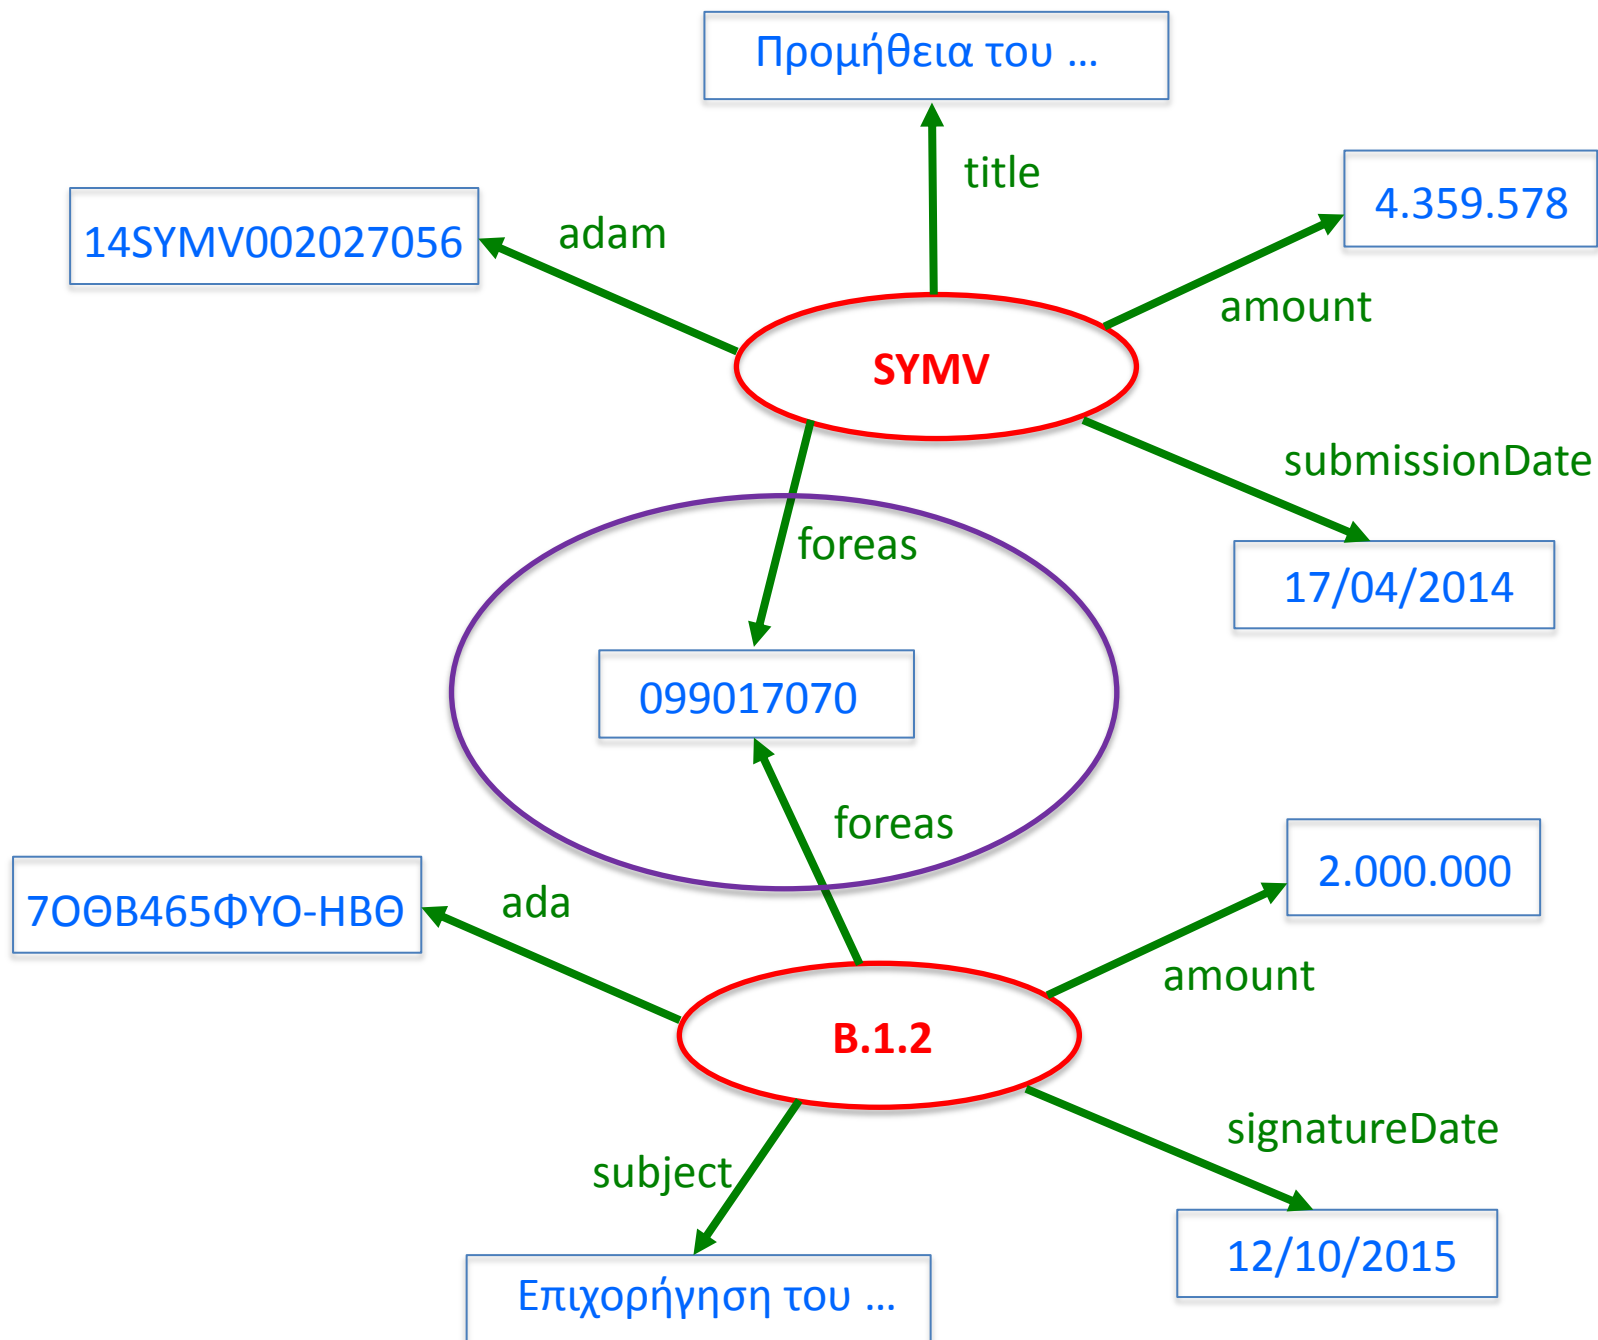 Προμήθεια του ...
title
4.359.578
14SYMV002027056
adam
amount
SYMV
submissionDate
foreas
17/04/2014
099017070
foreas
2.000.000
7ΟΘΒ465ΦΥΟ-ΗΒΘ
ada
amount
B.1.2
signatureDate
subject
12/10/2015
Επιχορήγηση του ...